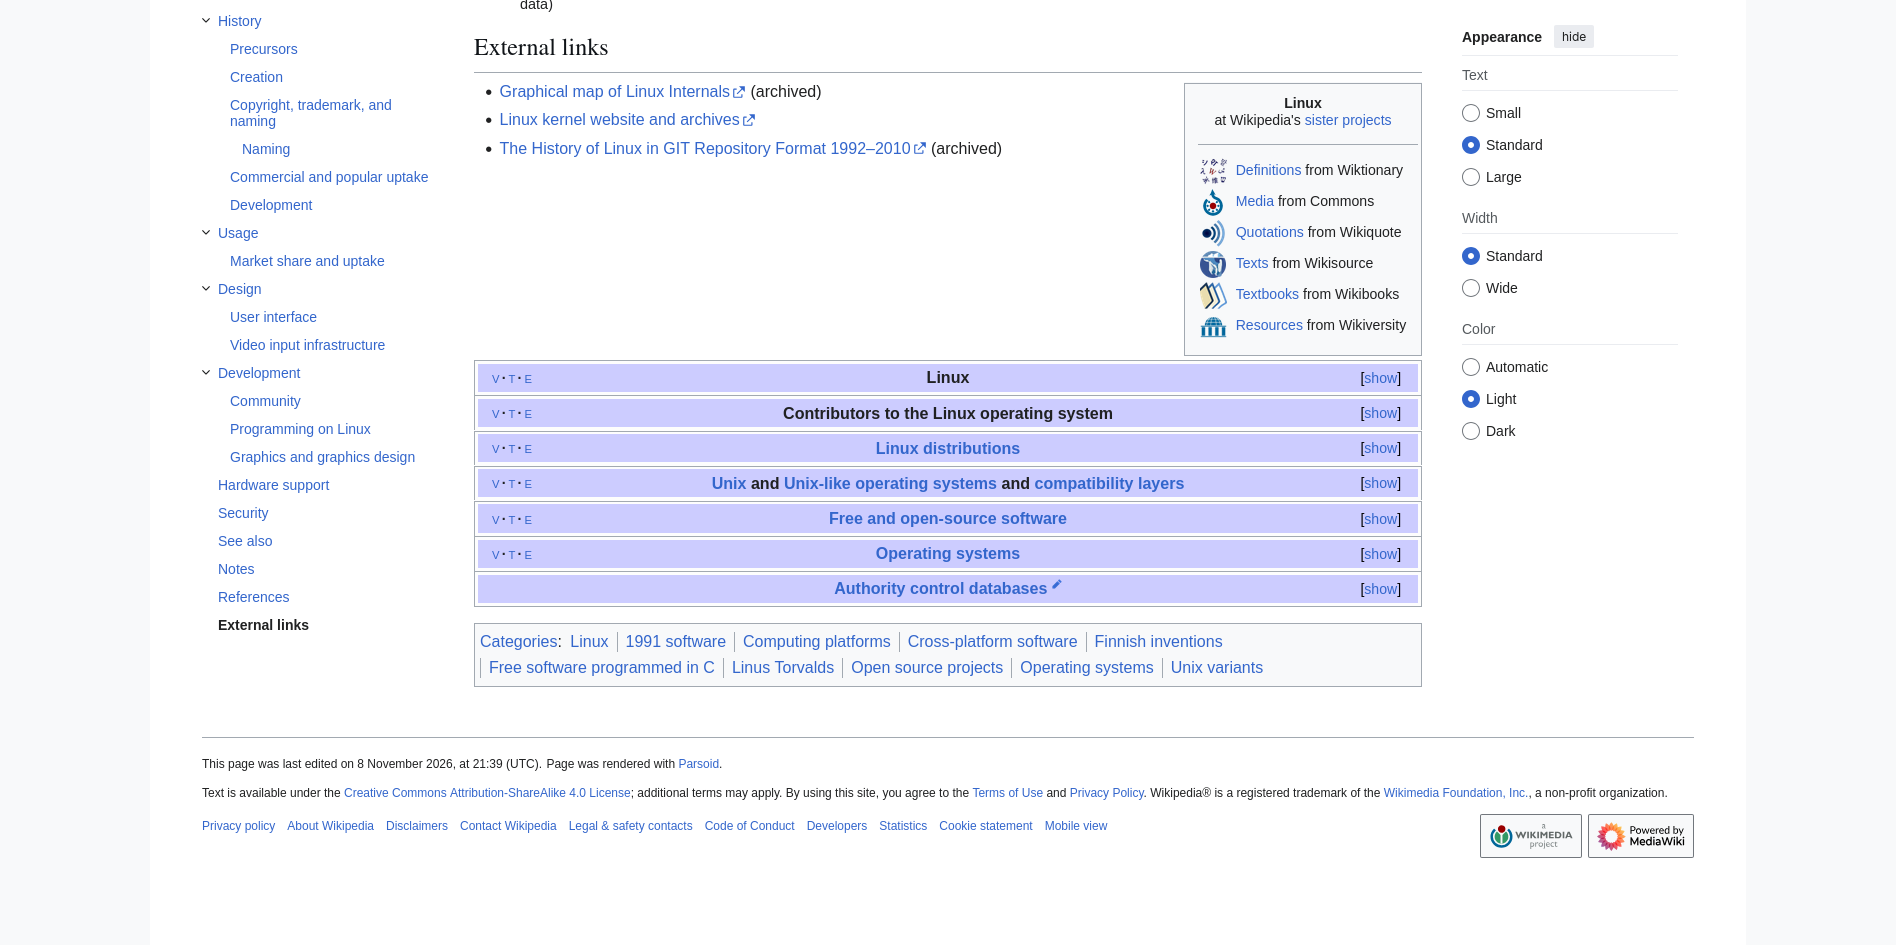 data)
History
Precursors
Creation
Copyright, trademark, and
naming
Naming
Commercial and popular uptake
Development
Usage
Market share and uptake
Design
User interface
Video input infrastructure
Development
Community
Programming on Linux
Graphics and graphics design
Hardware support
Security
See also
Notes
References
External links
External links
Graphical map of Linux Internals (archived)
Linux kernel website and archives
The History of Linux in GIT Repository Format 1992–2010 (archived)
Linux
at Wikipedia's sister projects
Definitions from Wiktionary
Media from Commons
Quotations from Wikiquote
Texts from Wikisource
Textbooks from Wikibooks
Resources from Wikiversity
V · T · E Linux [show]
V · T · E Contributors to the Linux operating system [show]
V · T · E Linux distributions [show]
V · T · E Unix and Unix-like operating systems and compatibility layers [show]
V · T · E Free and open-source software [show]
V · T · E Operating systems [show]
Authority control databases [show]
Categories: Linux | 1991 software | Computing platforms | Cross-platform software | Finnish inventions
| Free software programmed in C | Linus Torvalds | Open source projects | Operating systems | Unix variants
Appearance hide
Text
Small
Standard
Large
Width
Standard
Wide
Color
Automatic
Light
Dark
This page was last edited on 8 November 2026, at 21:39 (UTC). Page was rendered with Parsoid.
Text is available under the Creative Commons Attribution-ShareAlike 4.0 License; additional terms may apply. By using this site, you agree to the Terms of Use and Privacy Policy. Wikipedia® is a registered trademark of the Wikimedia Foundation, Inc., a non-profit organization.
Privacy policy About Wikipedia Disclaimers Contact Wikipedia Legal & safety contacts Code of Conduct Developers Statistics Cookie statement Mobile view
a
WIKIMEDIA
project
Powered by
MediaWiki